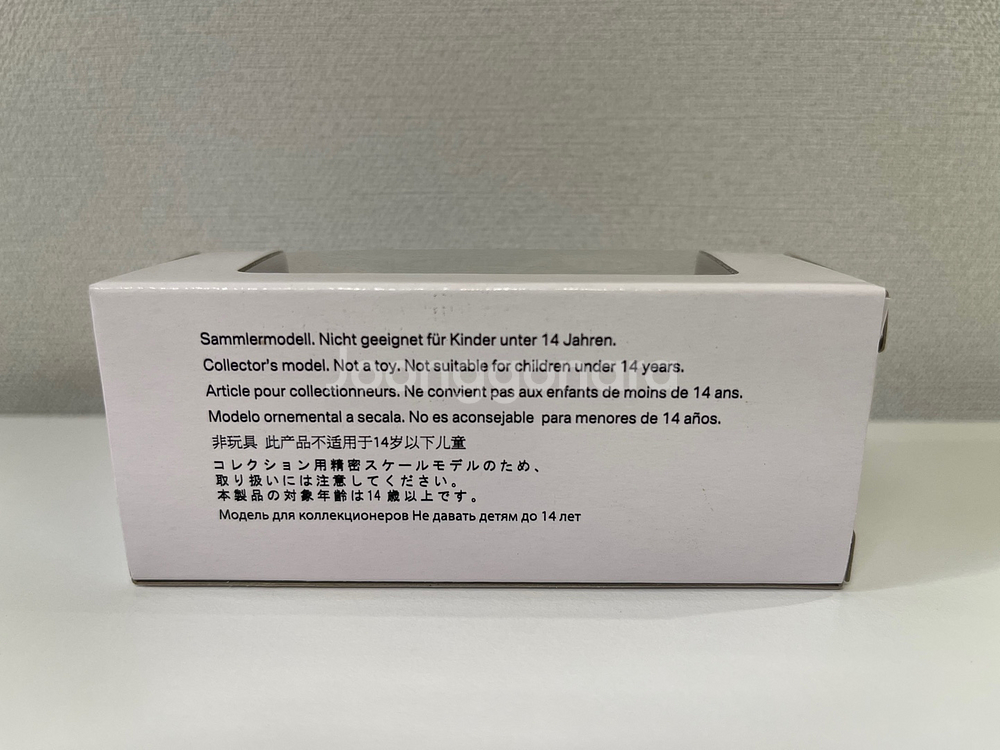 Sammlermodell. Nicht geeignet für Kinder unter 14 Jahren.
Collector's model. Not a toy. Not suitable for children under 14 years.
Joonggonara
Article pour collectionneurs. Ne convient pas aux enfants de moins de 14 ans.
Modelo ornemental a secala. No es aconsejable para menores de 14 años.
非玩具 此产品不适用于14岁以下儿童
コレクション用精密スケールモデルのため、
取り扱いには注意してください。
本製品の対象年齢は14歳以上です。
Модель для коллекционеров Не давать детям до 14 лет